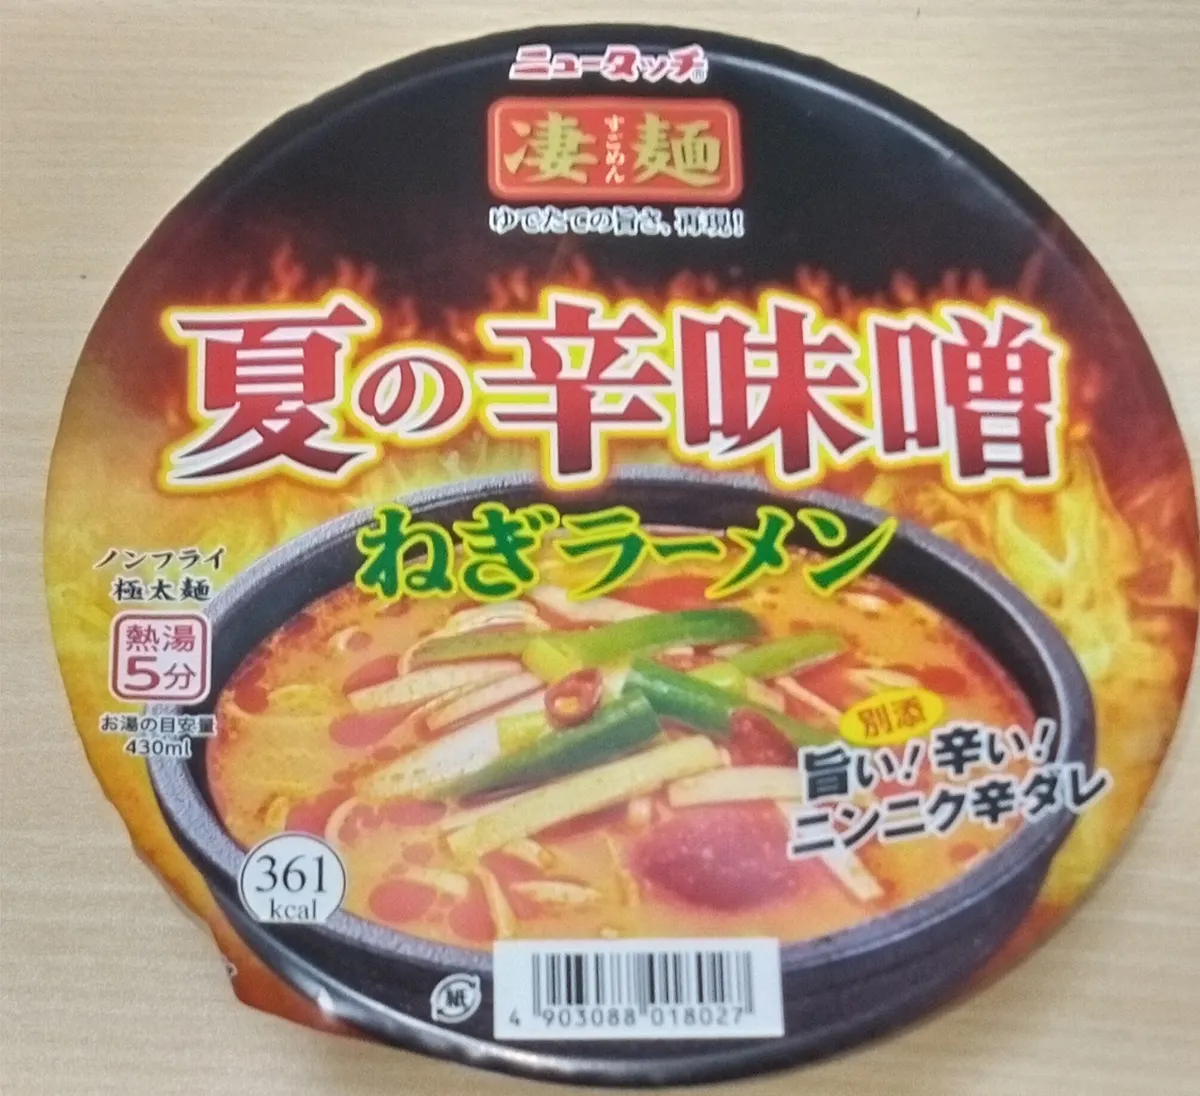 ニュータッチ®
凄麺
すごめん
ゆでたての旨さ、再現!
夏の辛味噌
ねぎラーメン
ノンフライ
極太麺
熱湯
5分
お湯の目安量
430ml
別添
旨い!辛い!
ニンニク辛ダレ
361
kcal
紙
4 903088 018027